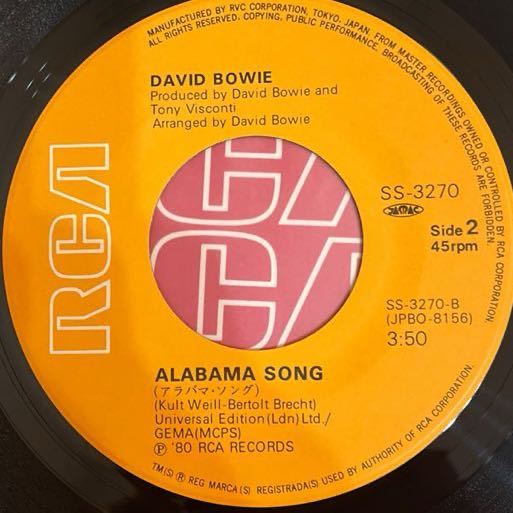 MANUFACTURED BY RVC CORPORATION, TOKYO, JAPAN. FROM MASTER RECORDINGS OWNED OR CONTROLLED BY RCA CORPORATION.
ALL RIGHT RESERVED. COPYING, PUBLIC PERFORMANCE, BROADCASTING OF THESE RECORDS ARE FORBIDDEN.
DAVID BOWIE
Produced by David Bowie and
Tony Visconti
Arranged by David Bowie
RCA
SS-3270
JASRAC
Side 2
45rpm
SS-3270-B
(JPBO-8156)
3:50
ALABAMA SONG
(アラバマ・ソング)
(Kult Weill-Bertolt Brecht)
Universal Edition(Ldn)Ltd./
GEMA(MCPS)
Ⓟ '80 RCA RECORDS
TM(S) ® REG MARCA(S) REGISTRADA(S) USED BY AUTHORITY OF RCA CORPORATION